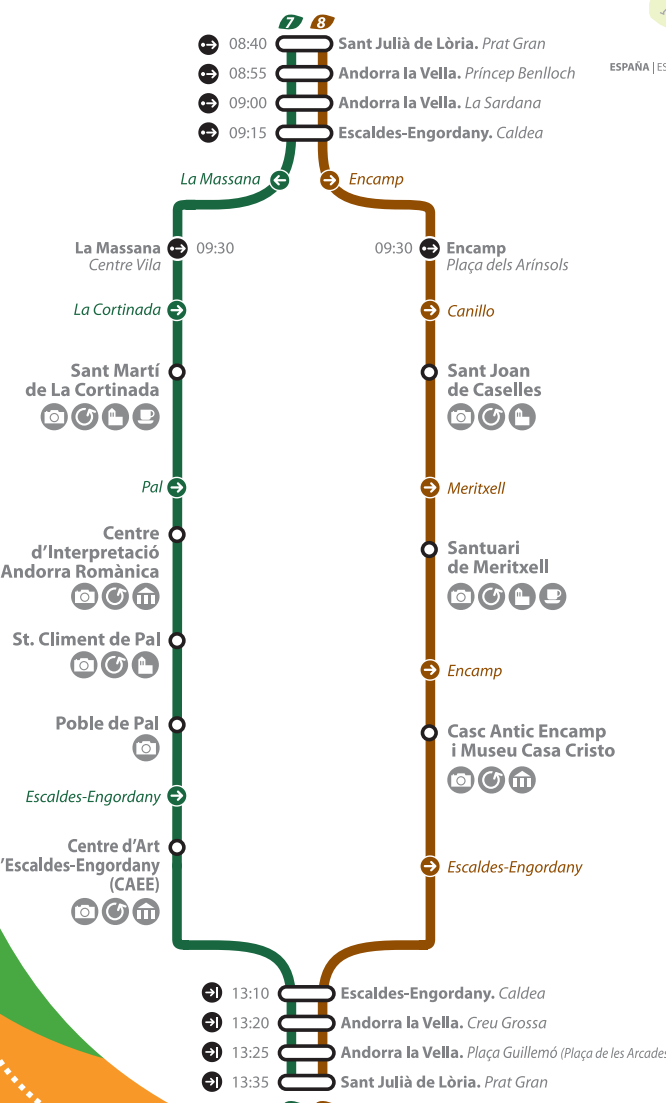 7 8
08:40 Sant Julià de Lòria. Prat Gran
08:55 Andorra la Vella. Príncep Benlloch
ESPAÑA | ES
09:00 Andorra la Vella. La Sardana
09:15 Escaldes-Engordany. Caldea
La Massana
Encamp
La Massana 09:30
Centre Vila
09:30 Encamp
Plaça dels Arínsols
La Cortinada
Canillo
Sant Martí
de La Cortinada
Sant Joan
de Caselles
Pal
Meritxell
Centre
d'Interpretació
Andorra Romànica
Santuari
de Meritxell
St. Climent de Pal
Encamp
Poble de Pal
Casc Antic Encamp
i Museu Casa Cristo
Escaldes-Engordany
Centre d'Art
'Escaldes-Engordany
(CAEE)
Escaldes-Engordany
13:10 Escaldes-Engordany. Caldea
13:20 Andorra la Vella. Creu Grossa
13:25 Andorra la Vella. Plaça Guillemó (Plaça de les Arcades
13:35 Sant Julià de Lòria. Prat Gran